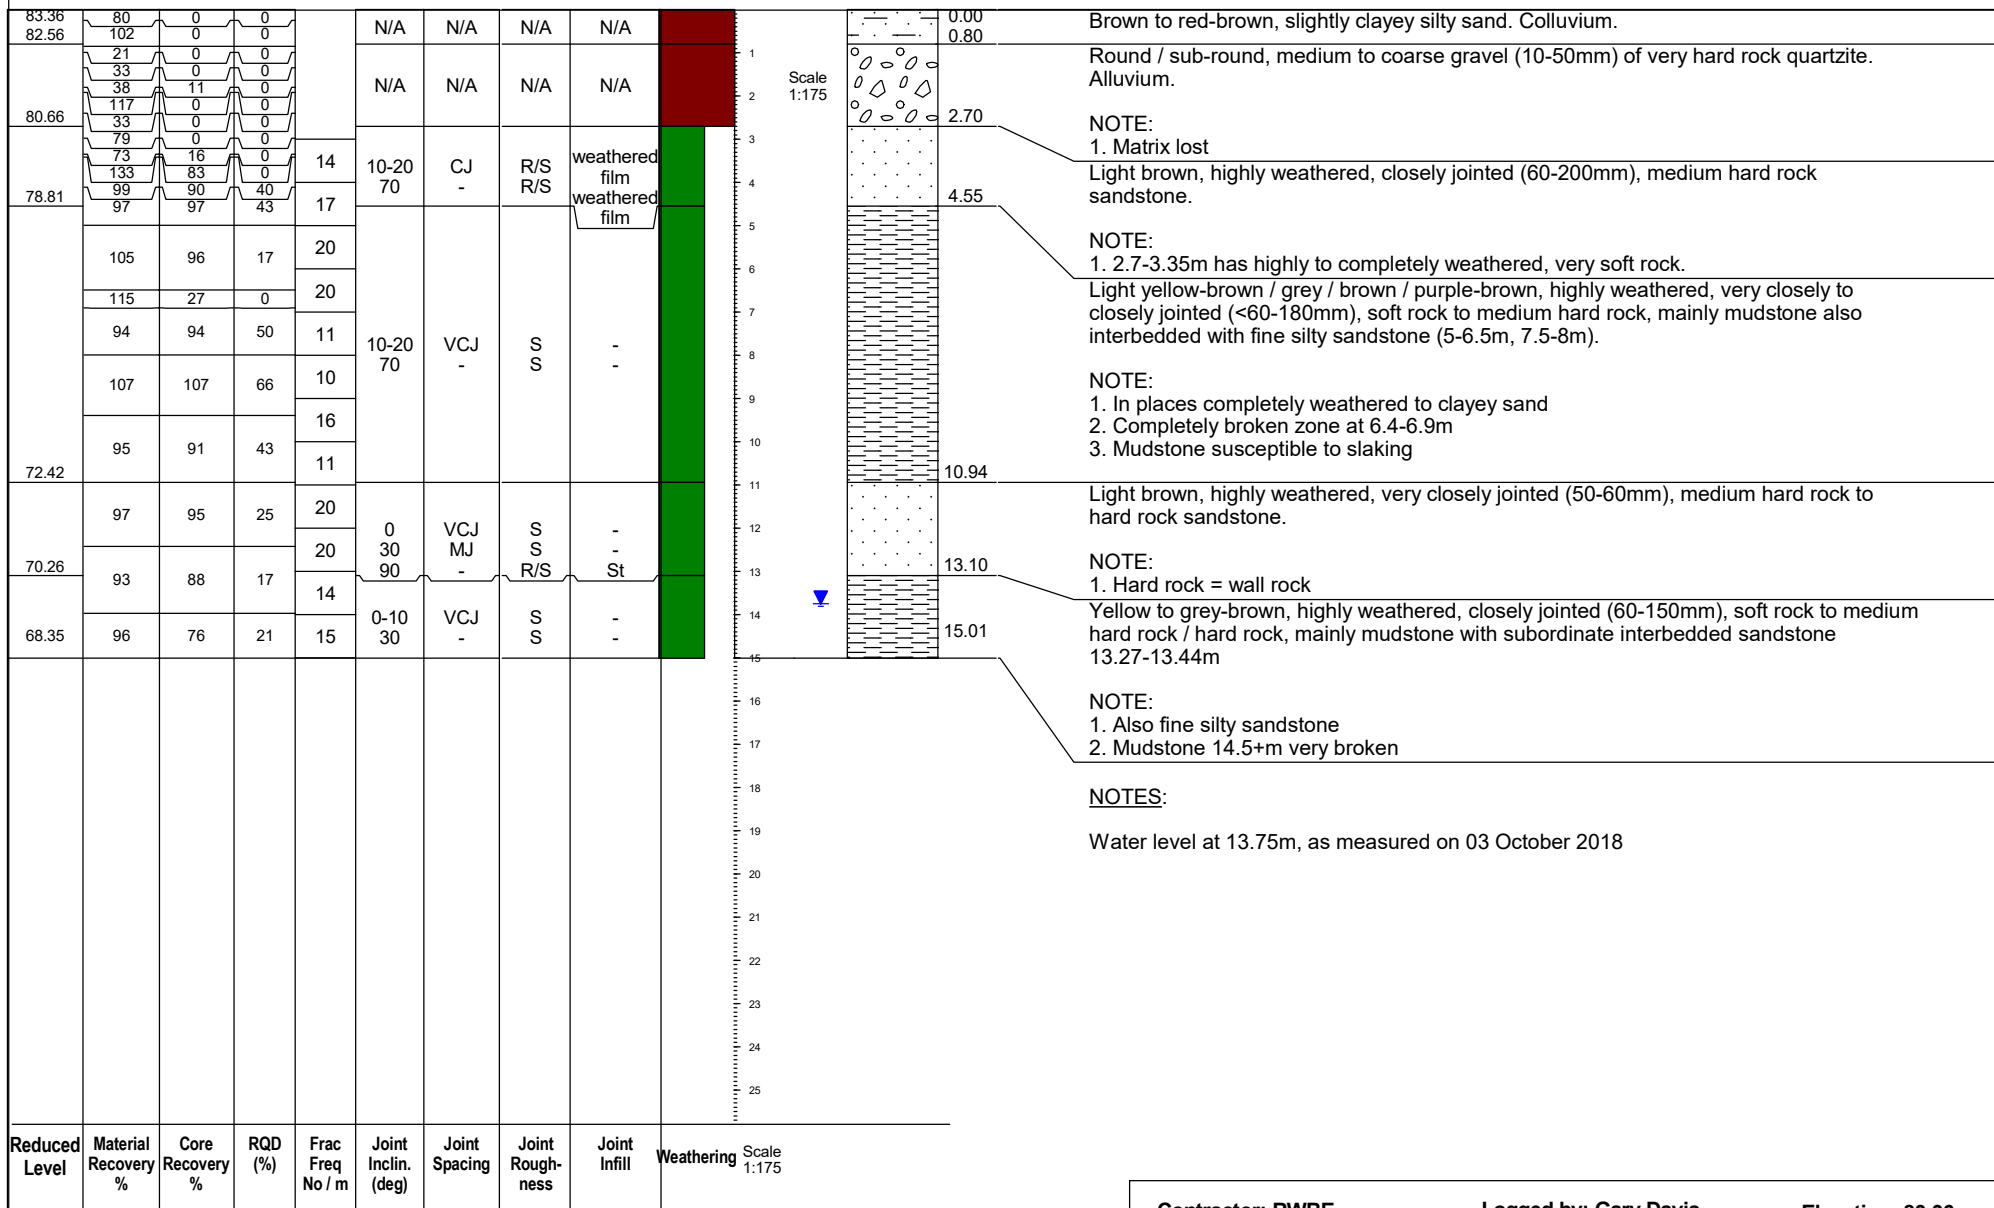 83.36 80 0 0 N/A N/A N/A N/A 0.00 Brown to red-brown, slightly clayey silty sand. Colluvium.
82.56 102 0 0 0.80
21 0 0 1 Round / sub-round, medium to coarse gravel (10-50mm) of very hard rock quartzite.
33 0 0 Scale Alluvium.
38 11 0 N/A N/A N/A N/A 2 1:175
117 0 0
80.66 33 0 0 2.70 NOTE:
79 0 0 3 1. Matrix lost
73 16 0 14 10-20 CJ R/S weathered
133 83 0 70 - R/S film Light brown, highly weathered, closely jointed (60-200mm), medium hard rock
99 90 40 4 weathered sandstone.
78.81 97 97 43 17 film 4.55
5
NOTE:
105 96 17 20 1. 2.7-3.35m has highly to completely weathered, very soft rock.
6
115 27 0 20 Light yellow-brown / grey / brown / purple-brown, highly weathered, very closely to
7 closely jointed (<60-180mm), soft rock to medium hard rock, mainly mudstone also
94 94 50 11 10-20 VCJ S - interbedded with fine silty sandstone (5-6.5m, 7.5-8m).
70 - S - 8
107 107 66 10 NOTE:
9 1. In places completely weathered to clayey sand
16 2. Completely broken zone at 6.4-6.9m
95 91 43 10 3. Mudstone susceptible to slaking
11
72.42 10.94
11 Light brown, highly weathered, very closely jointed (50-60mm), medium hard rock to
97 95 25 20 hard rock sandstone.
0 VCJ S - 12
20 30 MJ S - NOTE:
70.26 90 - R/S St 13 13.10 1. Hard rock = wall rock
93 88 17 14
0-10 VCJ S - 14 Yellow to grey-brown, highly weathered, closely jointed (60-150mm), soft rock to medium
68.35 96 76 21 15 30 - S - 15.01 hard rock / hard rock, mainly mudstone with subordinate interbedded sandstone
15 13.27-13.44m
16
NOTE:
1. Also fine silty sandstone
17 2. Mudstone 14.5+m very broken
18 NOTES:
19 Water level at 13.75m, as measured on 03 October 2018
20
21
22
23
24
25
Reduced Level
Material Recovery %
Core Recovery %
RQD (%)
Frac Freq No / m
Joint Inclin. (deg)
Joint Spacing
Joint Rough-ness
Joint Infill
Weathering
Scale 1:175